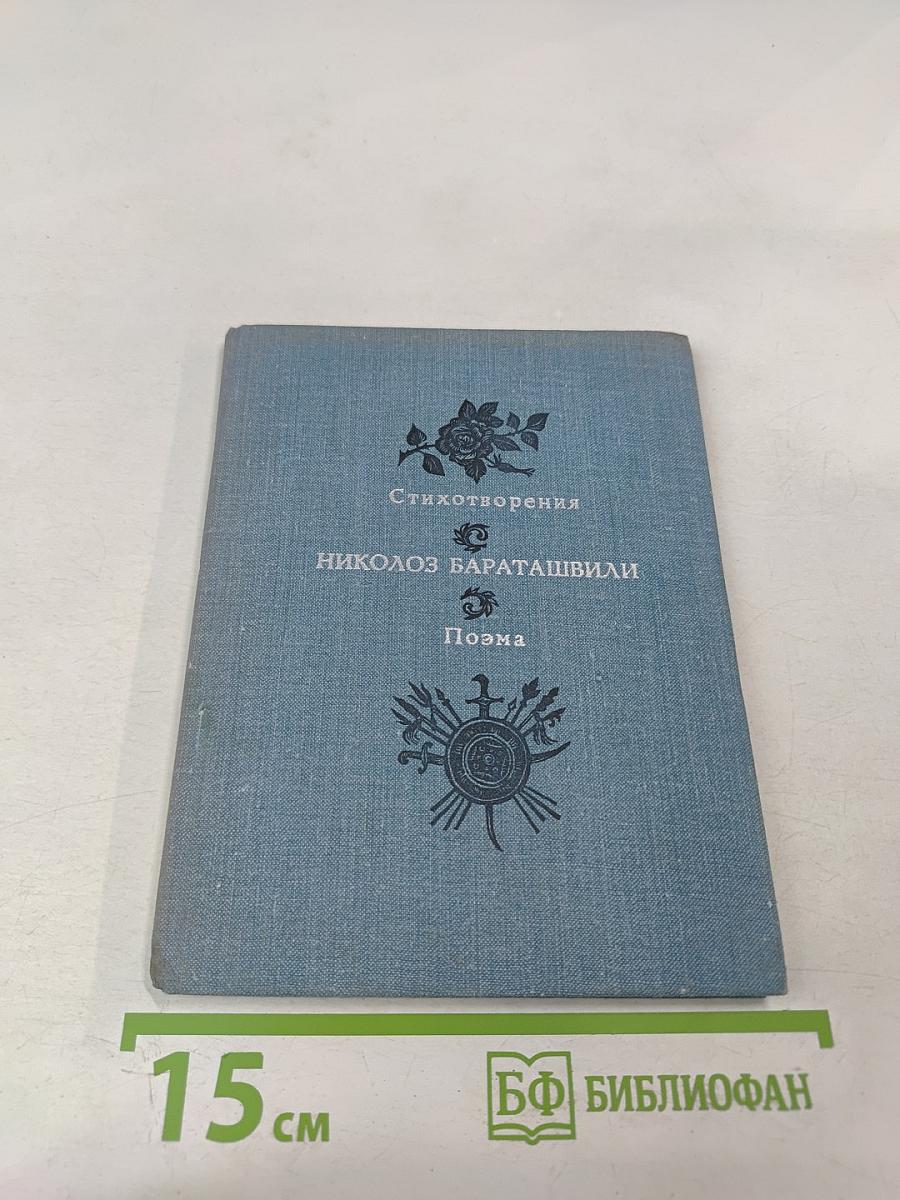 Стихотворения
НИКОЛОЗ БАРАТАШВИЛИ
Поэма
15 см
БФ БИБЛИОФАН